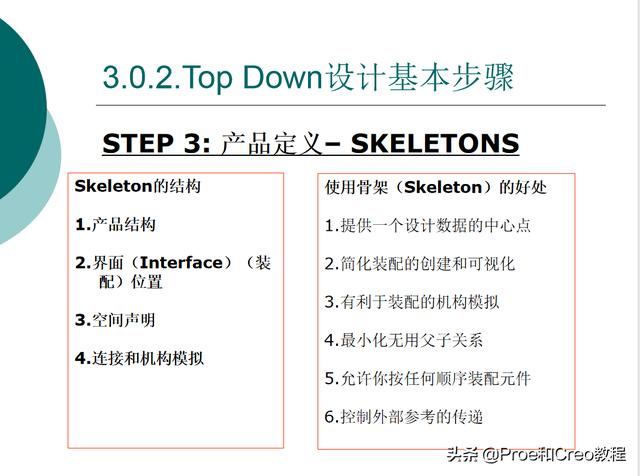 3.0.2.Top Down设计基本步骤
STEP 3: 产品定义– SKELETONS
Skeleton的结构
1.产品结构
2.界面（Interface）（装
配）位置
3.空间声明
4.连接和机构模拟
使用骨架（Skeleton）的好处
1.提供一个设计数据的中心点
2.简化装配的创建和可视化
3.有利于装配的机构模拟
4.最小化无用父子关系
5.允许你按任何顺序装配元件
6.控制外部参考的传递
头条 @Proe和Creo教程